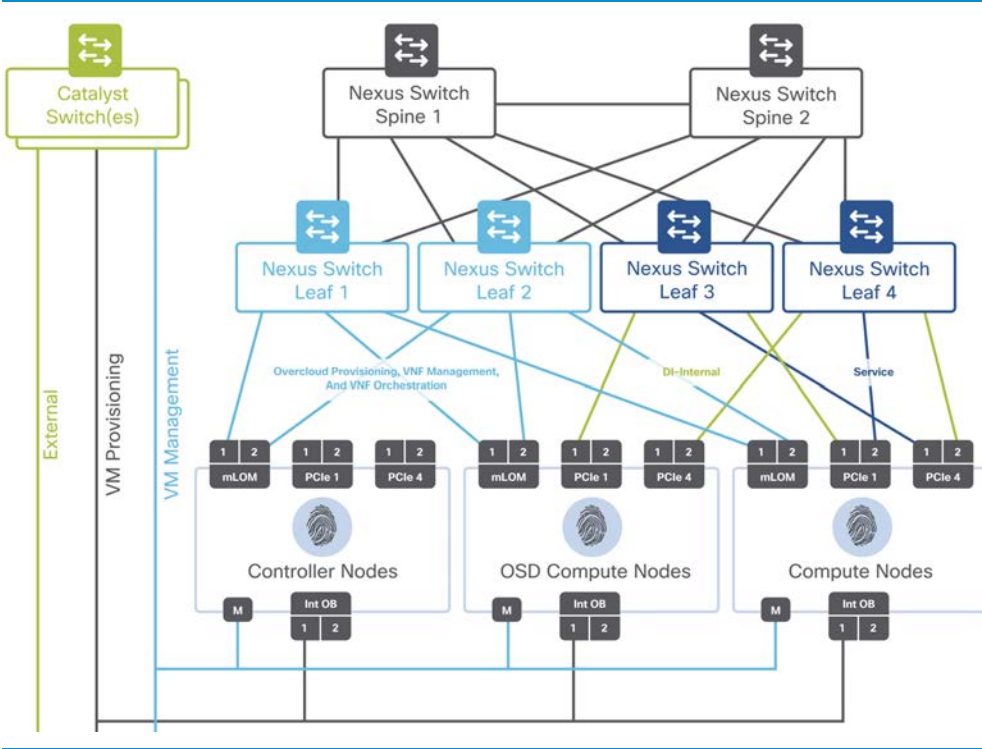 Catalyst
Switch(es)
Nexus Switch
Spine 1
Nexus Switch
Spine 2
Nexus Switch
Leaf 1
Nexus Switch
Leaf 2
Nexus Switch
Leaf 3
Nexus Switch
Leaf 4
External
VM Provisioning
VM Management
Overcloud Provisioning, VNF Management,
And VNF Orchestration
DI-Internal
Service
1 2
mLOM
1 2
PCIe 1
1 2
PCIe 4
1 2
mLOM
1 2
PCIe 1
1 2
PCIe 4
1 2
mLOM
1 2
PCIe 1
1 2
PCIe 4
Controller Nodes
OSD Compute Nodes
Compute Nodes
M
Int OB
1 2
M
Int OB
1 2
M
Int OB
1 2